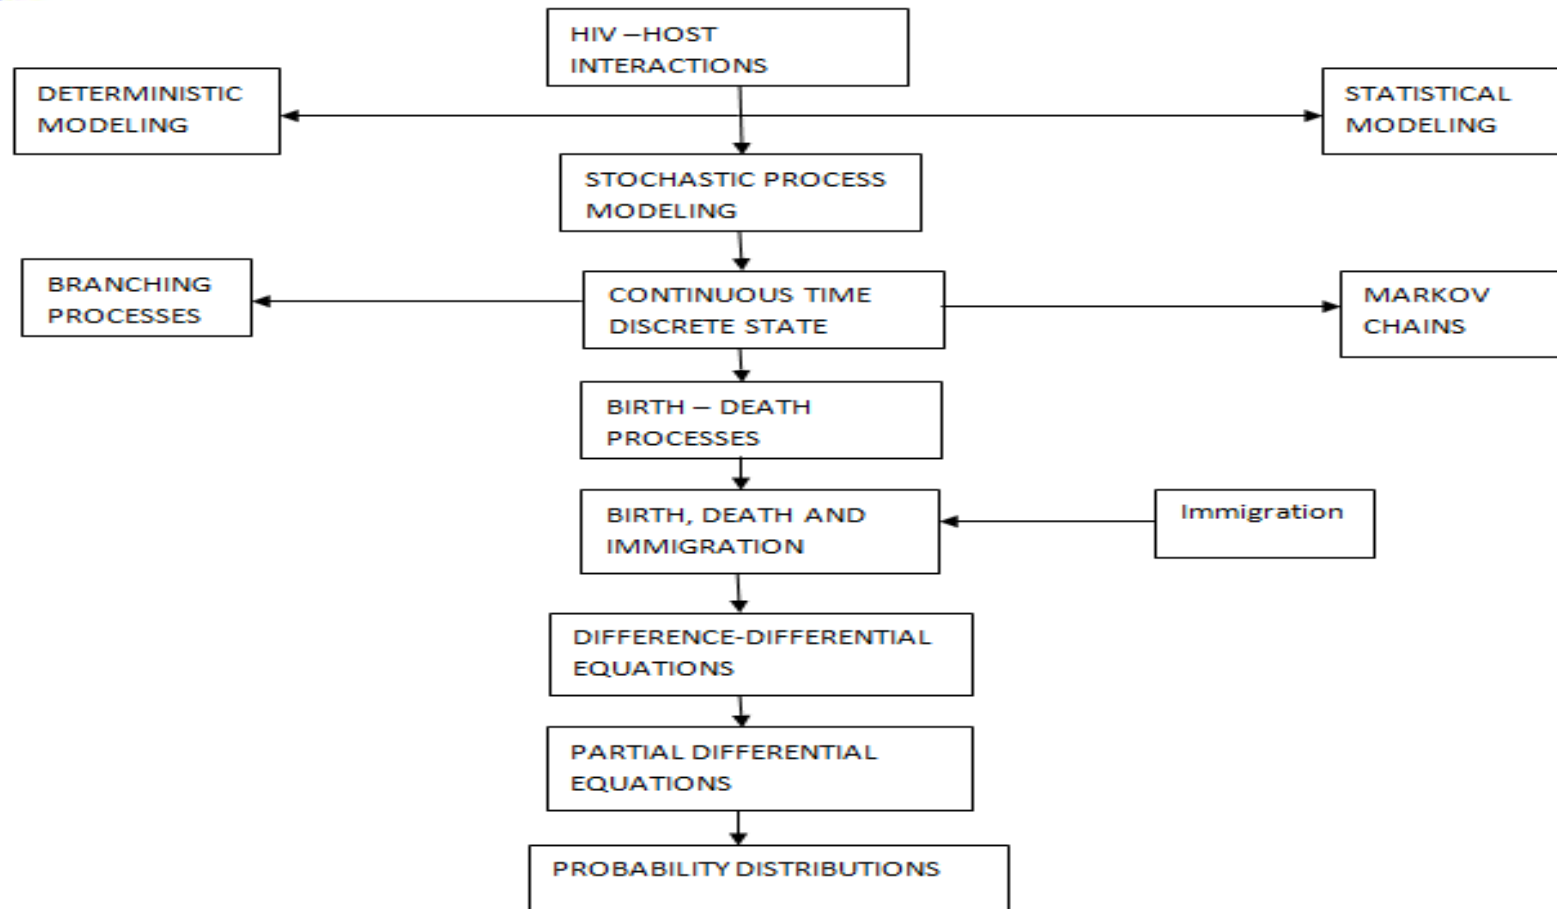 HIV –HOST
INTERACTIONS
DETERMINISTIC
MODELING
STATISTICAL
MODELING
STOCHASTIC PROCESS
MODELING
BRANCHING
PROCESSES
CONTINUOUS TIME
DISCRETE STATE
MARKOV
CHAINS
BIRTH – DEATH
PROCESSES
BIRTH, DEATH AND
IMMIGRATION
Immigration
DIFFERENCE-DIFFERENTIAL
EQUATIONS
PARTIAL DIFFERENTIAL
EQUATIONS
PROBABILITY DISTRIBUTIONS